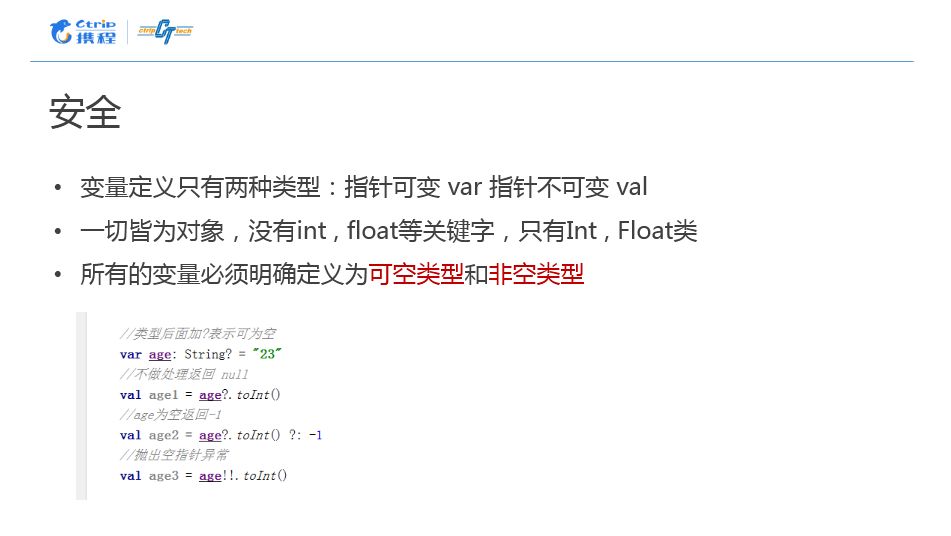 Ctrip
携程
ctrip CT tech
安全
• 变量定义只有两种类型：指针可变 var 指针不可变 val
• 一切皆为对象，没有int , float等关键字，只有Int , Float类
• 所有的变量必须明确定义为可空类型和非空类型
//类型后面加?表示可为空
var age: String? = "23"
//不做处理返回 null
val age1 = age?.toInt()
//age为空返回-1
val age2 = age?.toInt() ?: -1
//抛出空指针异常
val age3 = age!!.toInt()